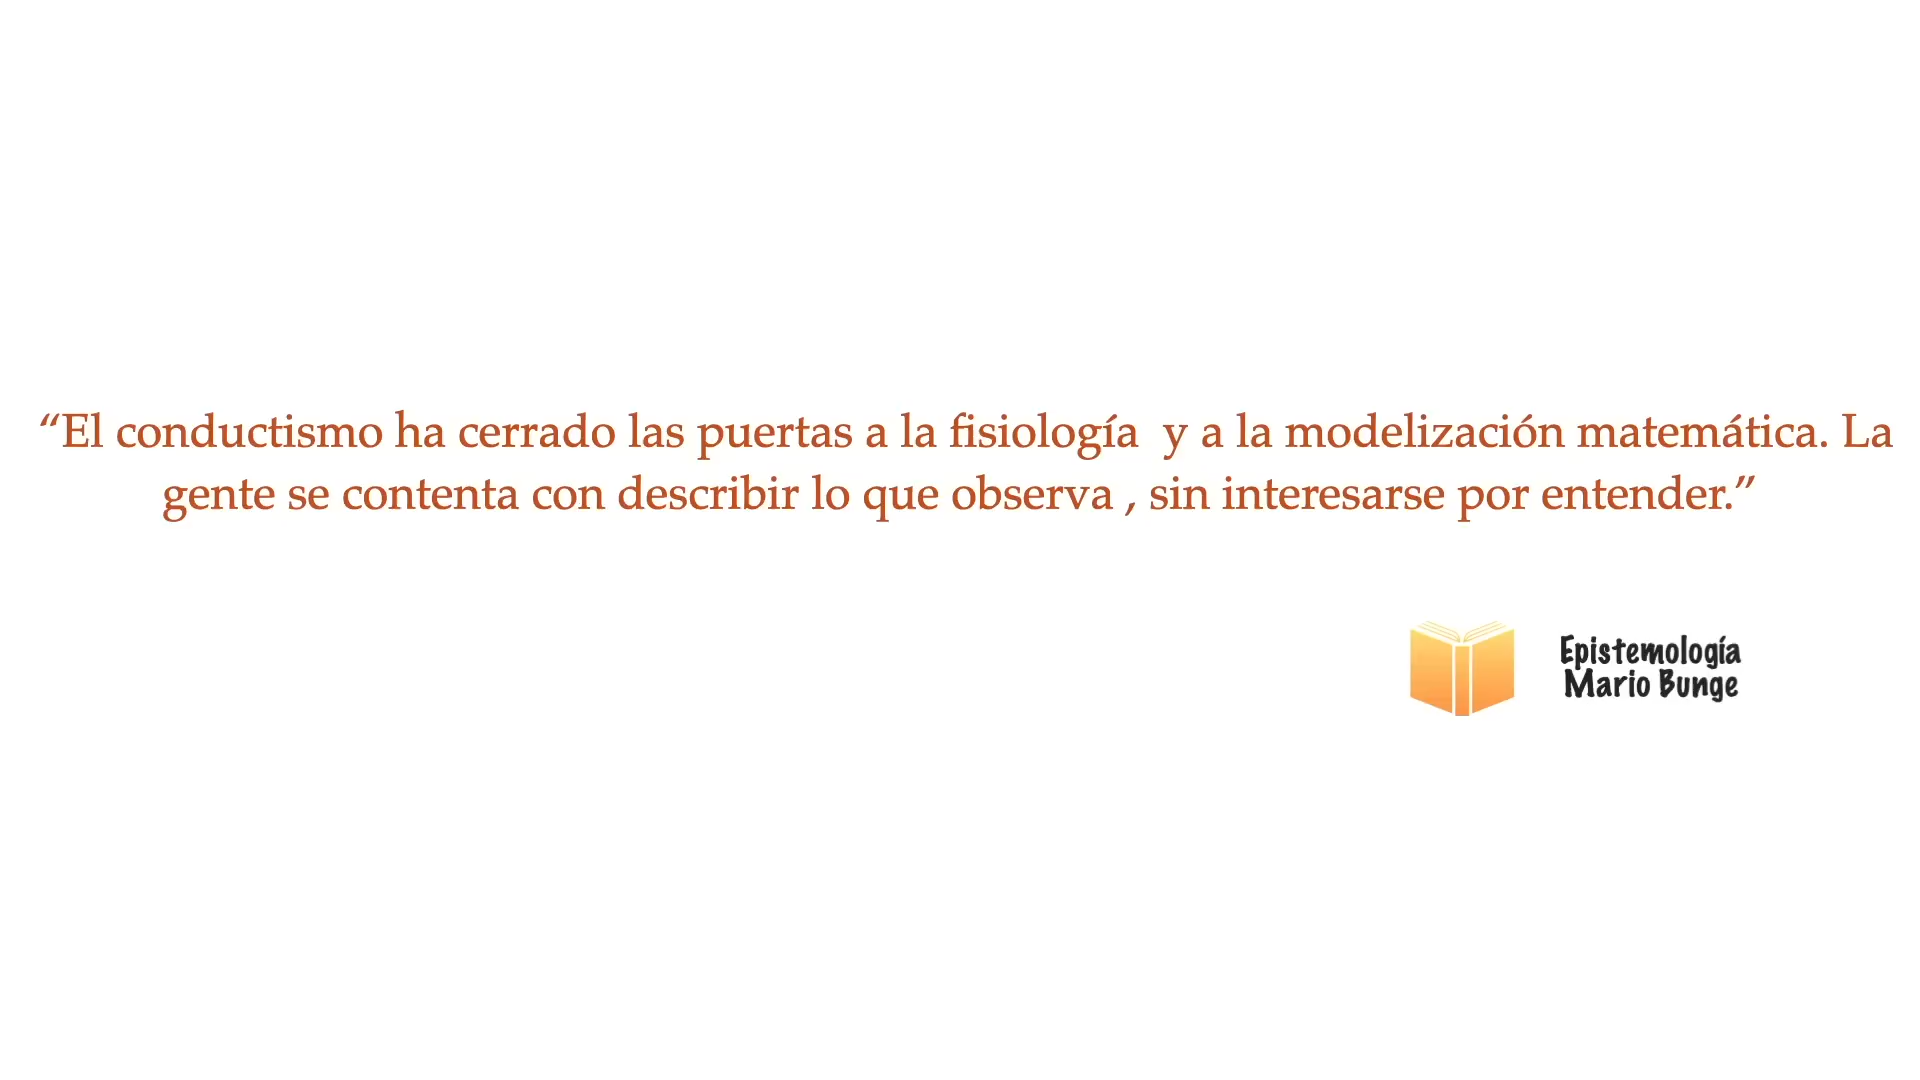 “El conductismo ha cerrado las puertas a la fisiología  y a la modelización matemática. La
gente se contenta con describir lo que observa , sin interesarse por entender.”
Epistemología
Mario Bunge